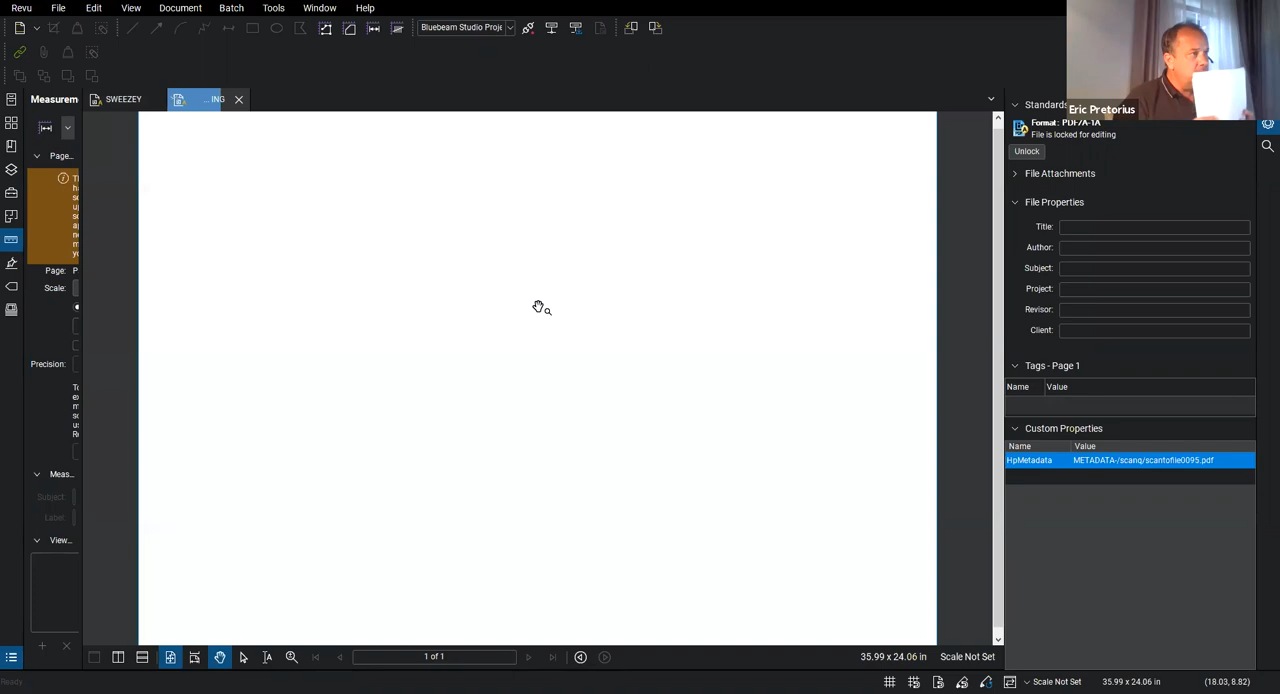 Revu File Edit View Document Batch Tools Window Help
Bluebeam Studio Proje
Measurem
SWEEZEY
... ING
Eric Pretorius
Standards
Format: PDF/A-1A
File is locked for editing
Unlock
File Attachments
File Properties
Title:
Author:
Subject:
Project:
Revisor:
Client:
Tags - Page 1
Name Value
Custom Properties
Name Value
HpMetadata METADATA-/scanq/scantofile0095.pdf
Page...
Page: P
Scale:
Precision:
Meas...
Subject:
Label:
View...
1 of 1
35.99 x 24.06 in Scale Not Set
Ready
Scale Not Set 35.99 x 24.06 in (18.03, 8.82)